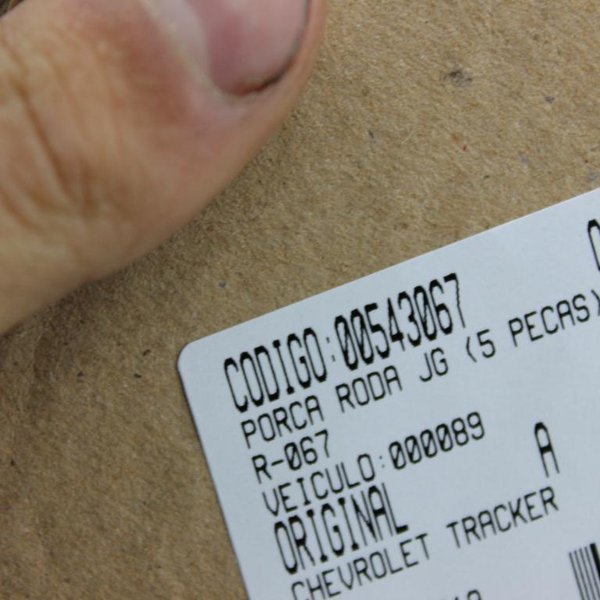 CODIGO:00543067
PORCA RODA JG (5 PECAS)
R-067
VEICULO:000089
ORIGINAL A
CHEVROLET TRACKER